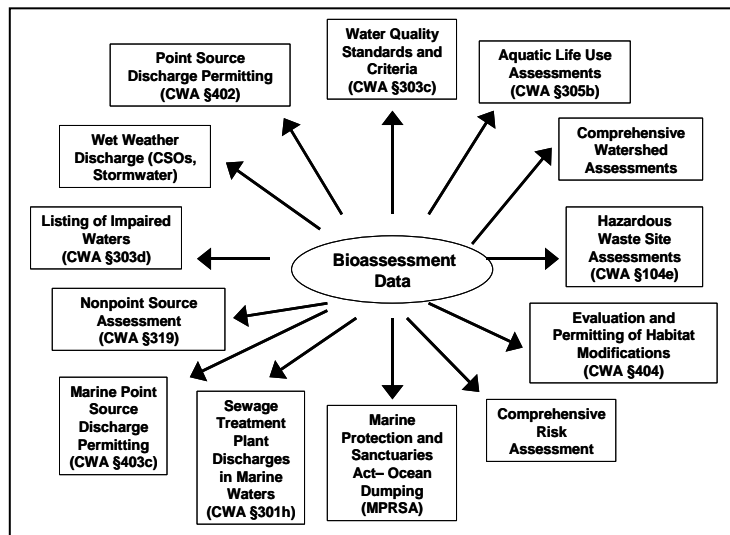 Point Source
Discharge Permitting
(CWA §402)
Water Quality
Standards and
Criteria
(CWA §303c)
Aquatic Life Use
Assessments
(CWA §305b)
Wet Weather
Discharge (CSOs,
Stormwater)
Comprehensive
Watershed
Assessments
Listing of Impaired
Waters
(CWA §303d)
Bioassessment
Data
Hazardous
Waste Site
Assessments
(CWA §104e)
Nonpoint Source
Assessment
(CWA §319)
Evaluation and
Permitting of Habitat
Modifications
(CWA §404)
Marine Point
Source
Discharge
Permitting
(CWA §403c)
Sewage
Treatment
Plant
Discharges
in Marine
Waters
(CWA §301h)
Marine
Protection and
Sanctuaries
Act– Ocean
Dumping
(MPRSA)
Comprehensive
Risk
Assessment